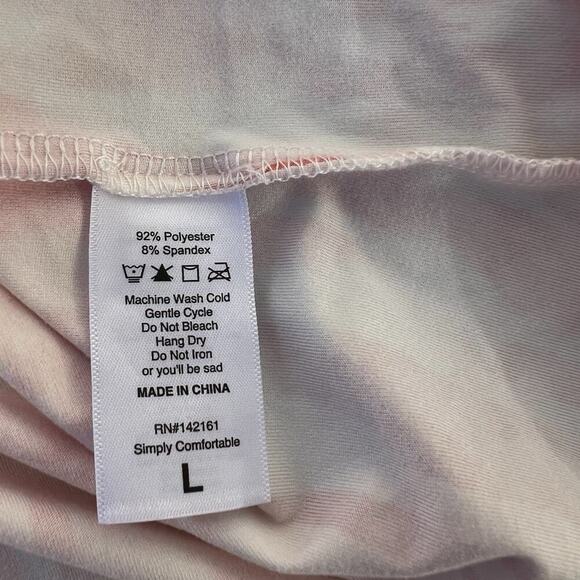 92% Polyester
8% Spandex
Machine Wash Cold
Gentle Cycle
Do Not Bleach
Hang Dry
Do Not Iron
or you'll be sad
MADE IN CHINA
RN#142161
Simply Comfortable
L